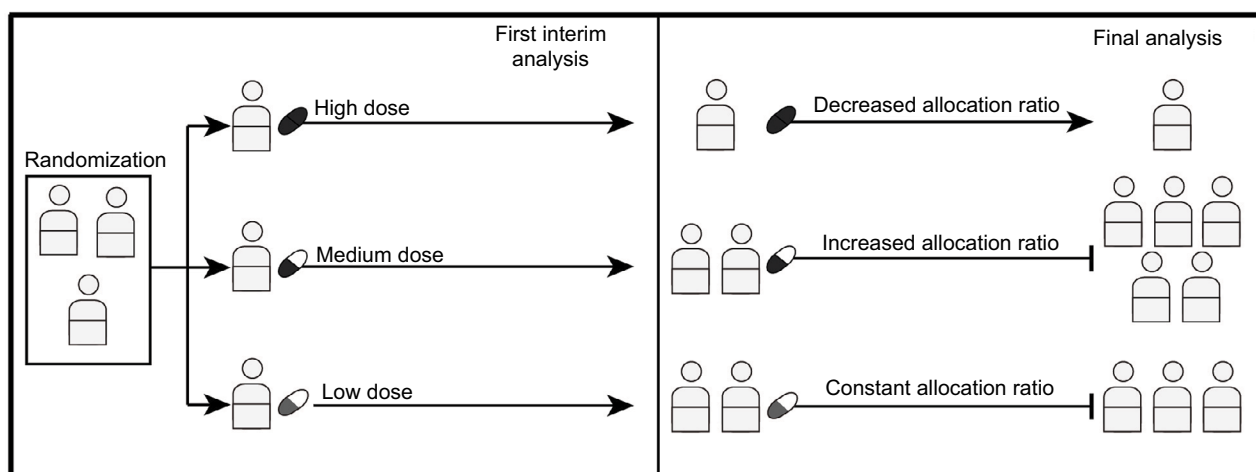 First interim
analysis
Final analysis
High dose
Decreased allocation ratio
Randomization
Medium dose
Increased allocation ratio
Low dose
Constant allocation ratio